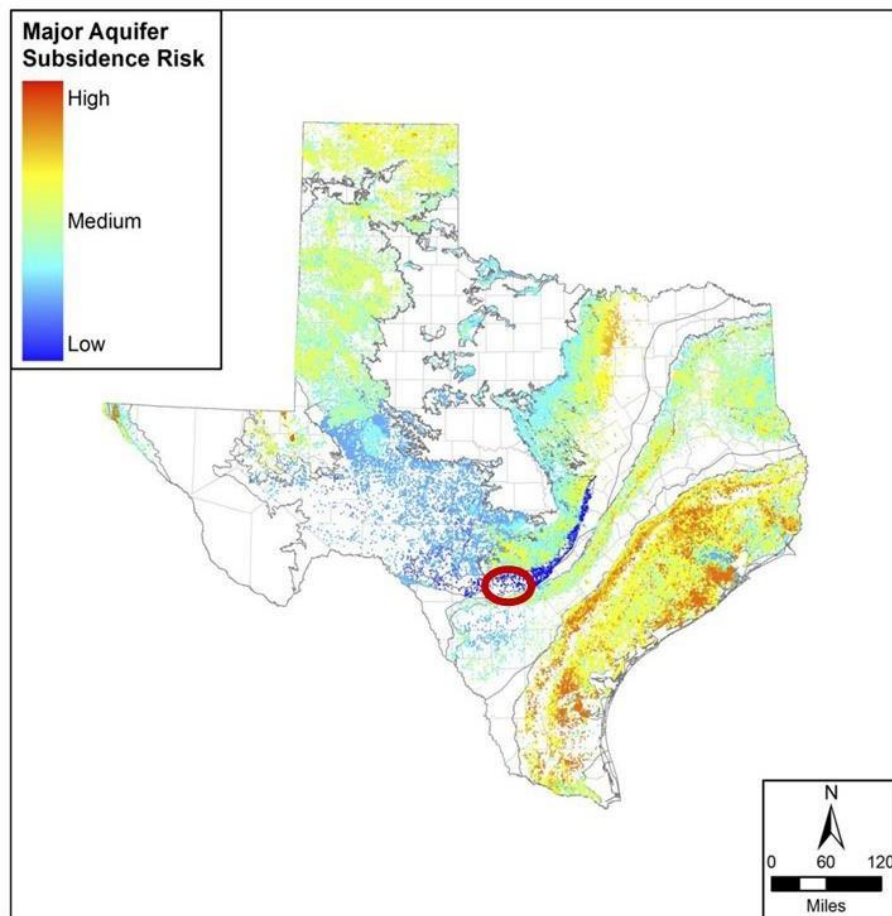 Major Aquifer
Subsidence Risk
High
Medium
Low
N
0 60 120
Miles